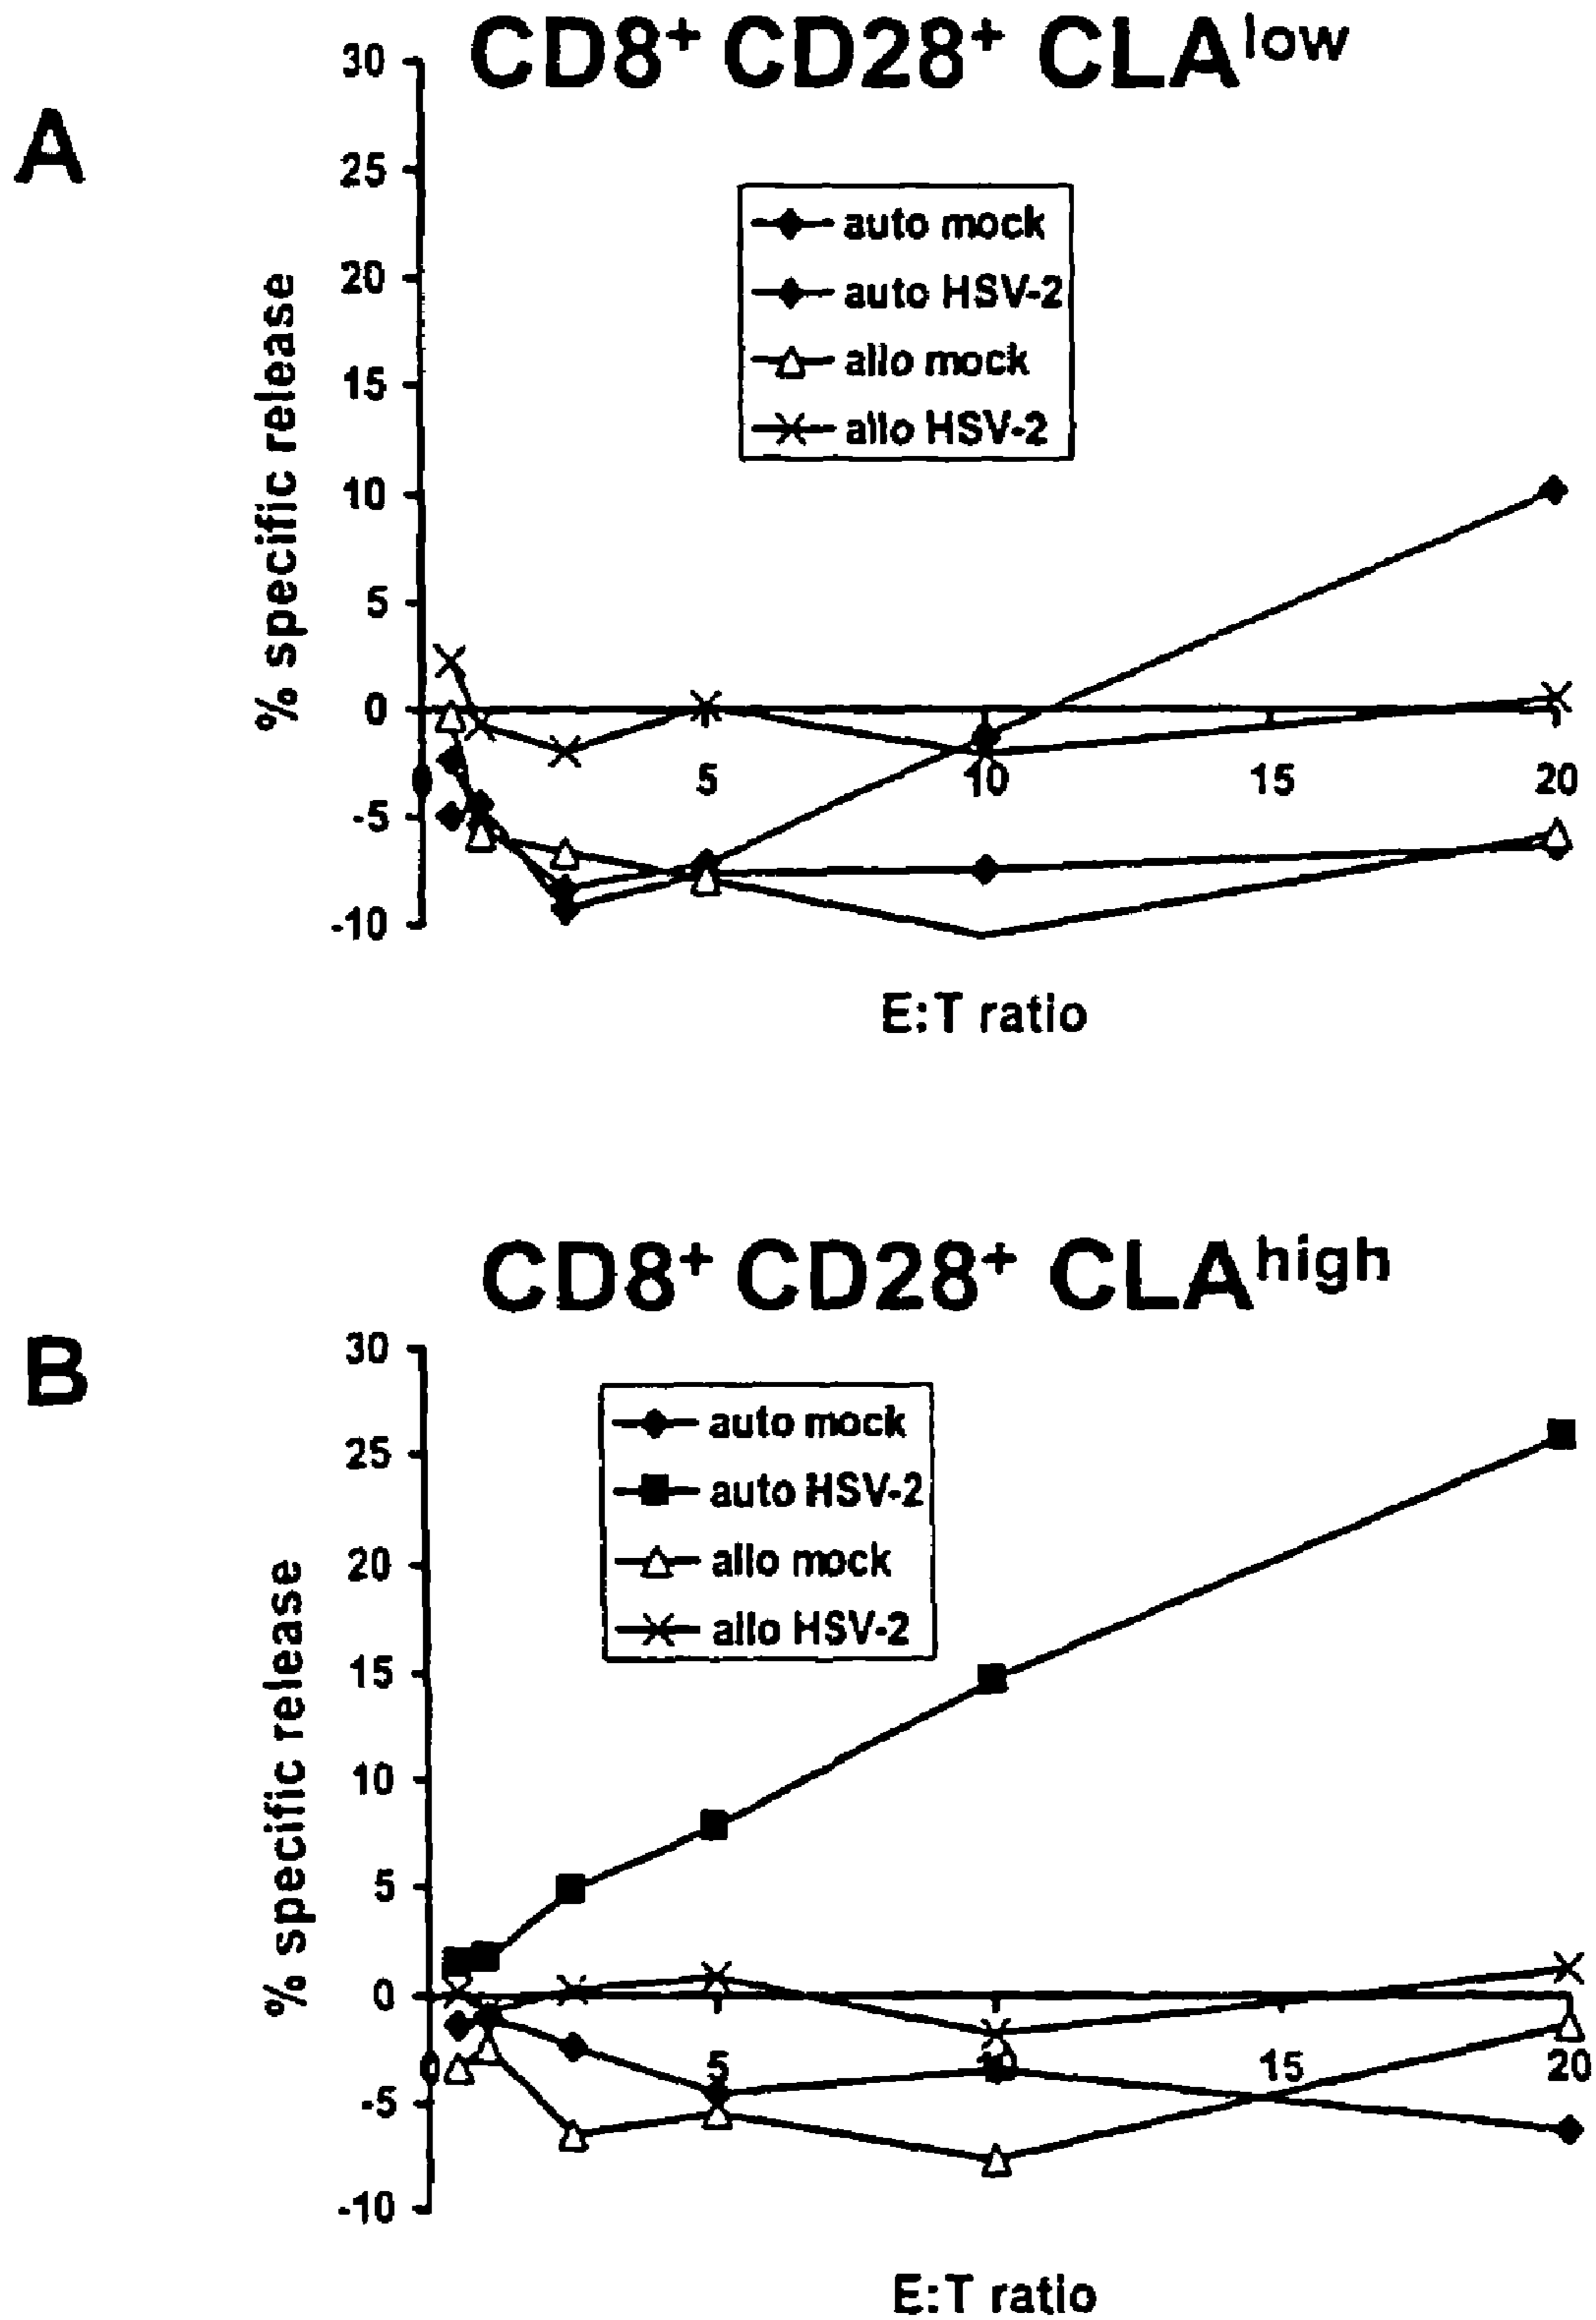 CD8+ CD28+ CLAlow
A
30
25
20
15
10
5
0
-5
-10
% specific release
auto mock
auto HSV-2
allo mock
allo HSV-2
0
5
10
15
20
E:T ratio
CD8+ CD28+ CLAhigh
B
30
25
20
15
10
5
0
-5
-10
% specific release
auto mock
auto HSV-2
allo mock
allo HSV-2
0
5
10
15
20
E:T ratio